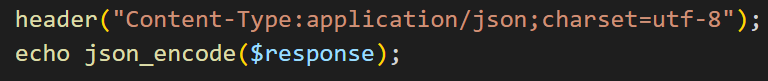 header("Content-Type:application/json;charset=utf-8");
echo json_encode($response);